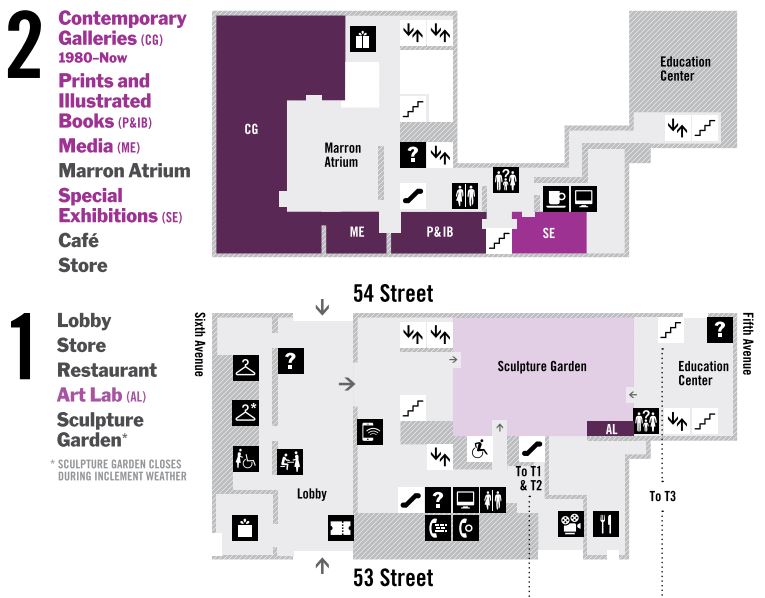 2
Contemporary
Galleries (CG)
1980–Now
Prints and
Illustrated
Books (P&IB)
Media (ME)
Marron Atrium
Special
Exhibitions (SE)
Café
Store
CG
Marron
Atrium
?
?
ME
P&IB
SE
Education
Center
54 Street
1
Lobby
Store
Restaurant
Art Lab (AL)
Sculpture
Garden*
* SCULPTURE GARDEN CLOSES
DURING INCLEMENT WEATHER
Sixth Avenue
?
*
Lobby
Sculpture Garden
AL
?
Education
Center
?
Fifth Avenue
To T1
& T2
To T3
?
53 Street